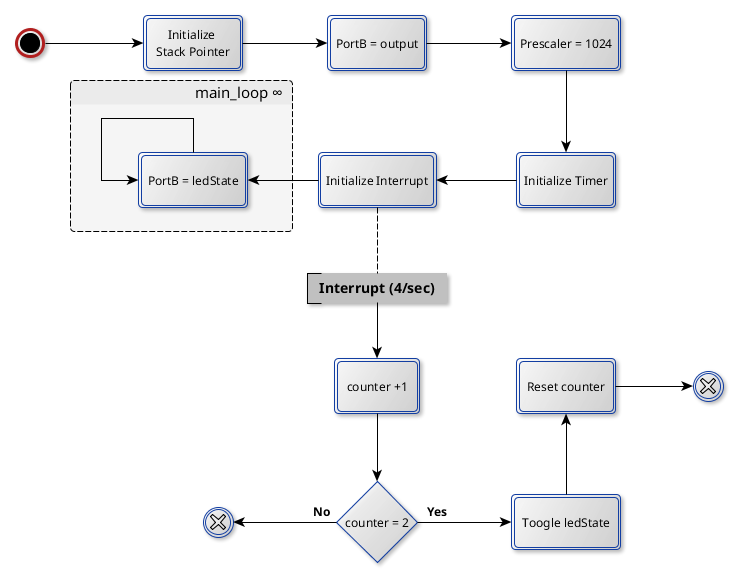 Initialize
Stack Pointer
PortB = output
Prescaler = 1024
main_loop ∞
PortB = ledState
Initialize Interrupt
Initialize Timer
Interrupt (4/sec)
counter +1
Reset counter
No
counter = 2
Yes
Toogle ledState